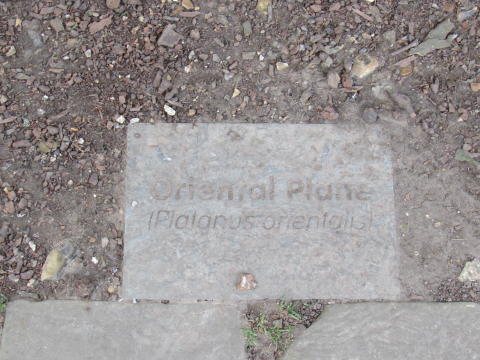 Oriental Plane
(Platanus orientalis)